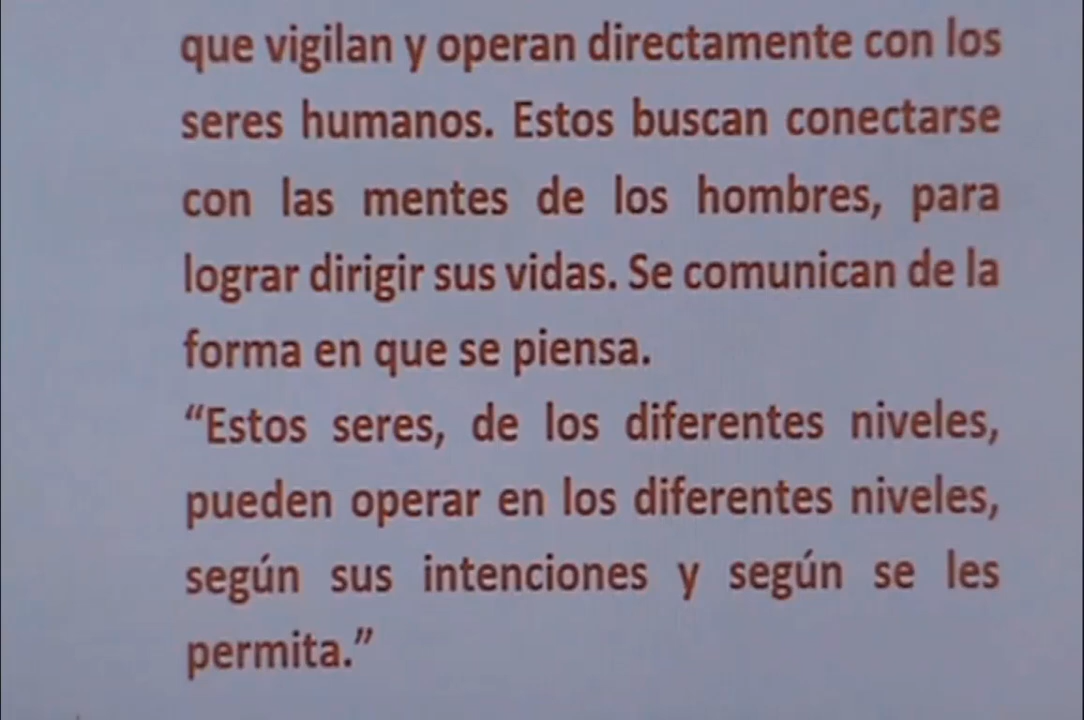 que vigilan y operan directamente con los
seres humanos. Estos buscan conectarse
con las mentes de los hombres, para
lograr dirigir sus vidas. Se comunican de la
forma en que se piensa.
“Estos seres, de los diferentes niveles,
pueden operar en los diferentes niveles,
según sus intenciones y según se les
permita.”